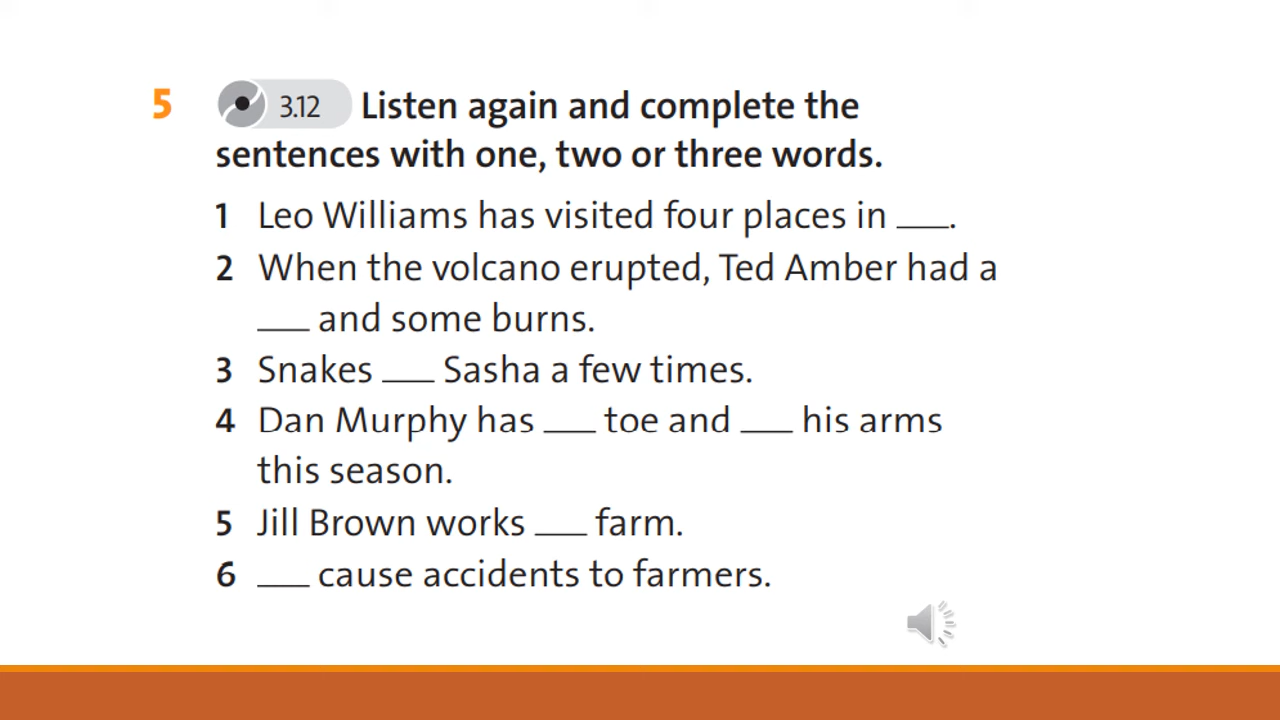 5 3.12 Listen again and complete the
sentences with one, two or three words.
1 Leo Williams has visited four places in ___.
2 When the volcano erupted, Ted Amber had a
___ and some burns.
3 Snakes ___ Sasha a few times.
4 Dan Murphy has ___ toe and ___ his arms
this season.
5 Jill Brown works ___ farm.
6 ___ cause accidents to farmers.